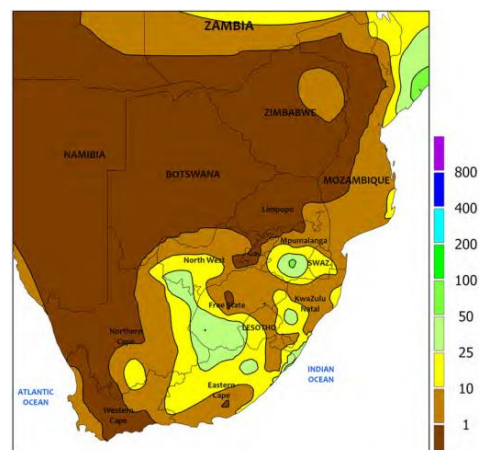 ZAMBIA
ZIMBABWE
NAMIBIA
BOTSWANA
MOZAMBIQUE
Limpopo
Mpumalanga
North West
SWAZ.
Free State
KwaZulu
Natal
LESOTHO
Northern
Cape
INDIAN
OCEAN
Eastern
Cape
ATLANTIC
OCEAN
Western
Cape
800
400
200
100
50
25
10
1